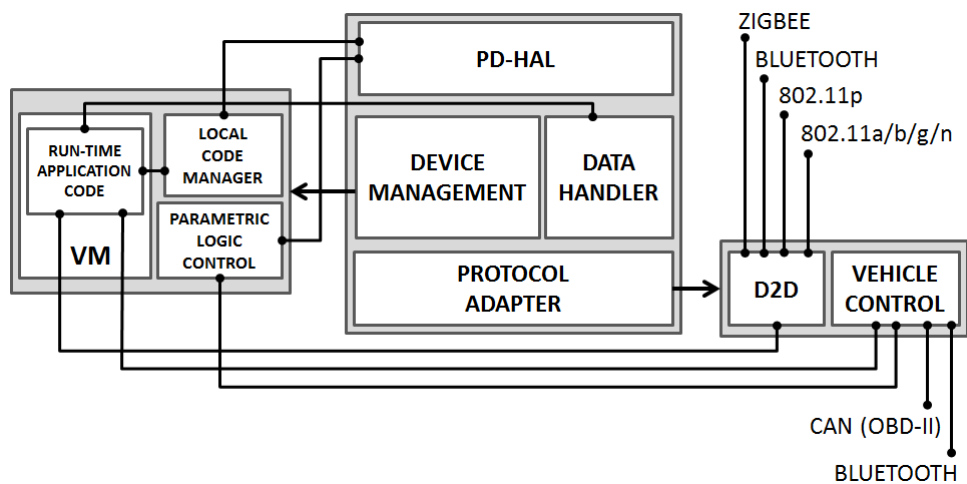 ZIGBEE
BLUETOOTH
802.11p
802.11a/b/g/n
PD-HAL
DEVICE
MANAGEMENT
DATA
HANDLER
PROTOCOL
ADAPTER
RUN-TIME
APPLICATION
CODE
VM
LOCAL
CODE
MANAGER
PARAMETRIC
LOGIC
CONTROL
D2D
VEHICLE
CONTROL
CAN (OBD-II)
BLUETOOTH